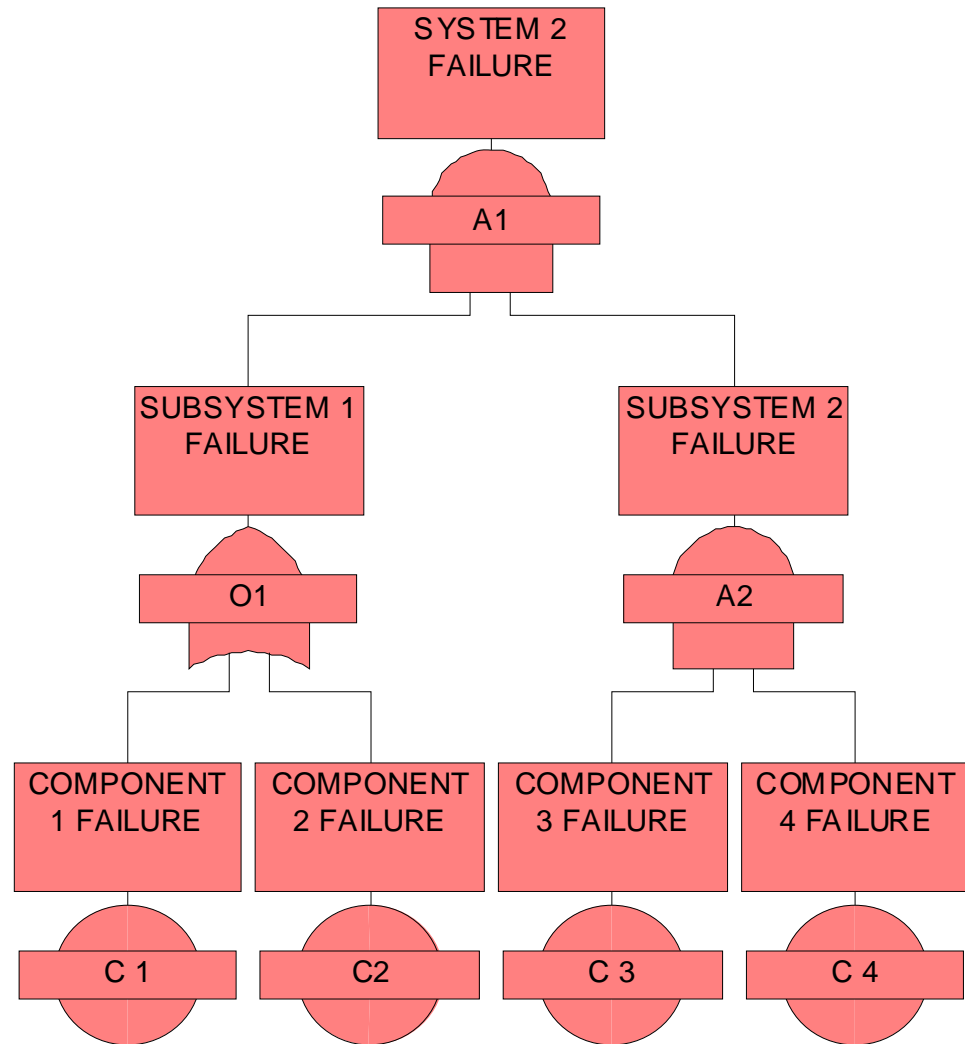 SYSTEM 2
FAILURE
A1
SUBSYSTEM 1
FAILURE
SUBSYSTEM 2
FAILURE
O1
A2
COMPONENT
1 FAILURE
COMPONENT
2 FAILURE
COMPONENT
3 FAILURE
COMPONENT
4 FAILURE
C 1
C2
C 3
C 4